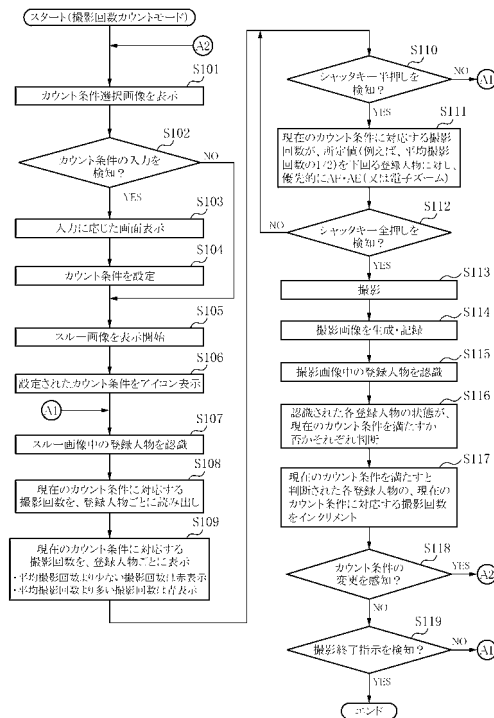 スタート(撮影回数カウントモード)
A2
S101
カウント条件選択画像を表示
S102
カウント条件の入力を
検知?
NO
YES
S103
入力に応じた画面表示
S104
カウント条件を設定
S105
スルー画像を表示開始
S106
設定されたカウント条件をアイコン表示
A1
S107
スルー画像中の登録人物を認識
S108
現在のカウント条件に対応する
撮影回数を、登録人物ごとに読み出し
S109
現在のカウント条件に対応する
撮影回数を、登録人物ごとに表示
・平均撮影回数より少ない撮影回数は赤表示
・平均撮影回数より多い撮影回数は青表示
S110
シャッタキー半押しを
検知?
NO
A1
YES
S111
現在のカウント条件に対応する撮影
回数が、所定値(例えば、平均撮影
回数の1/2)を下回る登録人物に対し、
優先的にAF・AE(又は電子ズーム)
S112
NO
シャッタキー全押しを
検知?
YES
S113
撮影
S114
撮影画像を生成・記録
S115
撮影画像中の登録人物を認識
S116
認識された各登録人物の状態が、
現在のカウント条件を満たすか
否かそれぞれ判断
S117
現在のカウント条件を満たすと
判断された各登録人物の、現在の
カウント条件に対応する撮影回数
をインクリメント
S118
カウント条件の
変更を感知?
YES
A2
NO
S119
撮影終了指示を検知?
NO
A1
YES
エンド